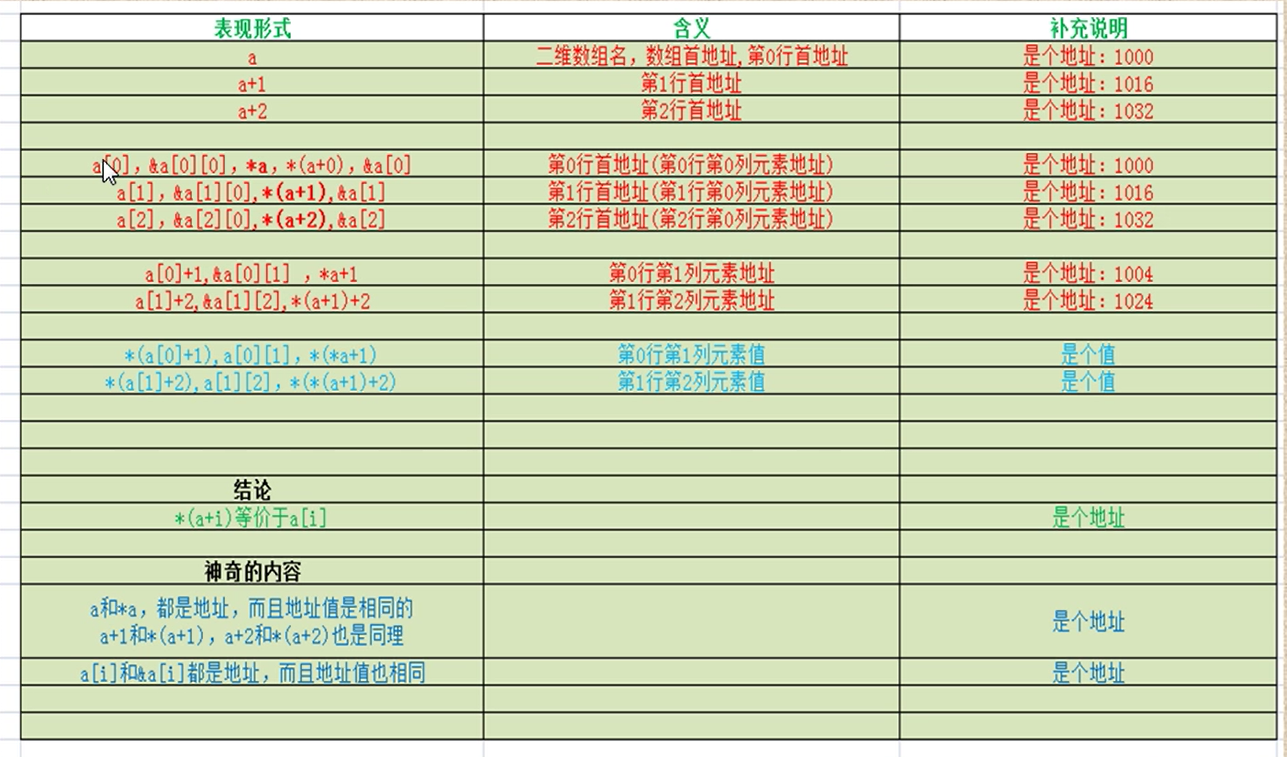 表现形式 含义 补充说明
a 二维数组名，数组首地址,第0行首地址 是个地址：1000
a+1 第1行首地址 是个地址：1016
a+2 第2行首地址 是个地址：1032
a[0]，&a[0][0]，*a，*(a+0)，&a[0] 第0行首地址(第0行第0列元素地址) 是个地址：1000
a[1]，&a[1][0],*(a+1),&a[1] 第1行首地址(第1行第0列元素地址) 是个地址：1016
a[2]，&a[2][0],*(a+2),&a[2] 第2行首地址(第2行第0列元素地址) 是个地址：1032
a[0]+1,&a[0][1] ，*a+1 第0行第1列元素地址 是个地址：1004
a[1]+2,&a[1][2],*(a+1)+2 第1行第2列元素地址 是个地址：1024
*(a[0]+1),a[0][1]，*(*a+1) 第0行第1列元素值 是个值
*(a[1]+2),a[1][2]，*(*(a+1)+2) 第1行第2列元素值 是个值
结论
*(a+i)等价于a[i] 是个地址
神奇的内容
a和*a，都是地址，而且地址值是相同的
a+1和*(a+1)，a+2和*(a+2)也是同理
是个地址
a[i]和&a[i]都是地址，而且地址值也相同 是个地址